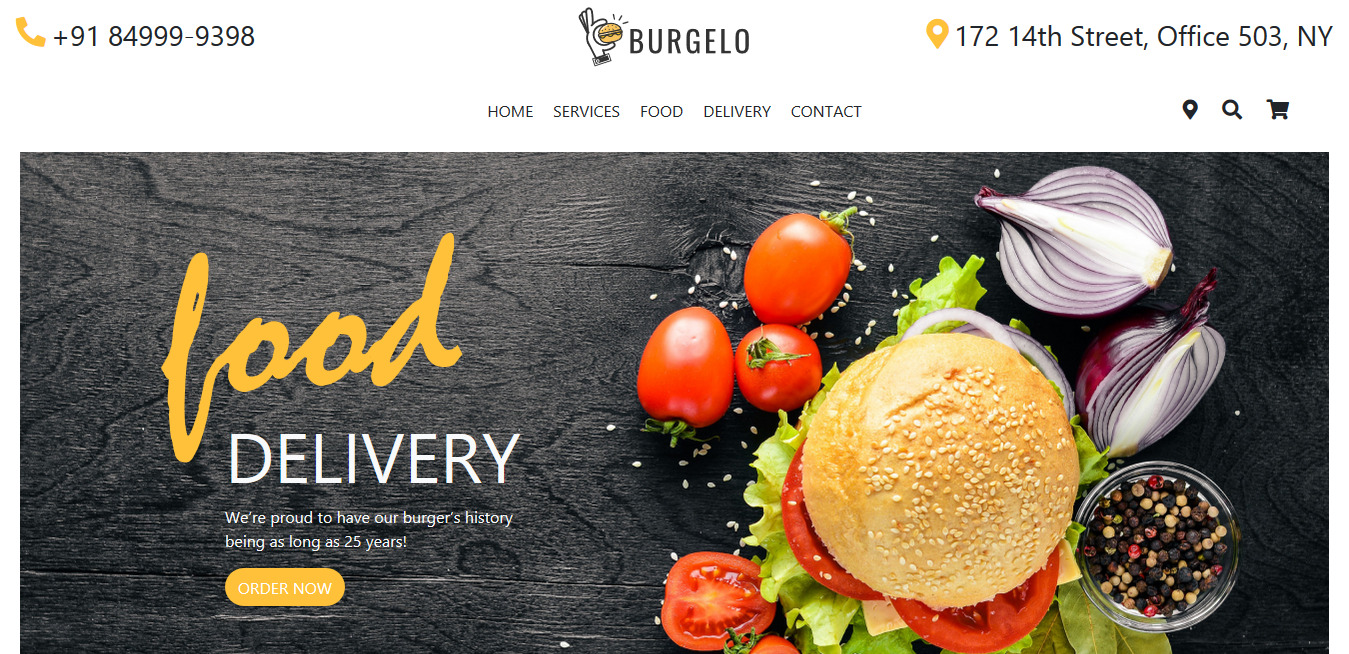 +91 84999-9398
BURGELO
172 14th Street, Office 503, NY
HOME SERVICES FOOD DELIVERY CONTACT
food
DELIVERY
We’re proud to have our burger’s history
being as long as 25 years!
ORDER NOW